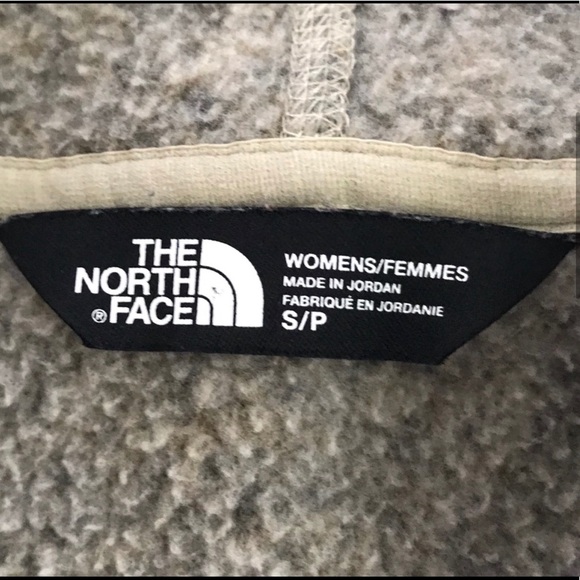 THE
NORTH
® FACE
WOMENS/FEMMES
MADE IN JORDAN
FABRIQUÉ EN JORDANIE
S/P